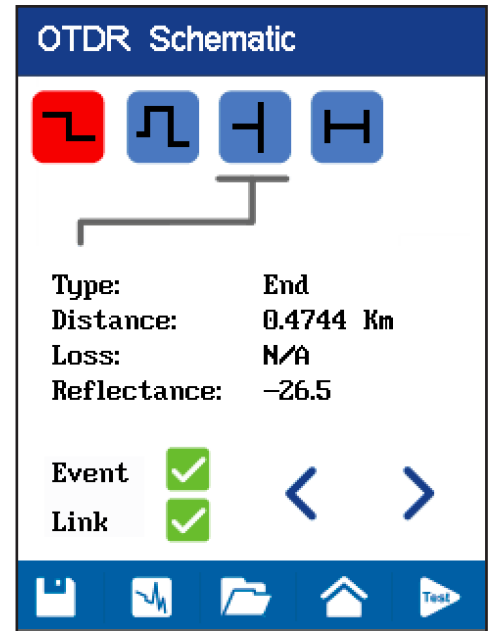 OTDR Schematic
Type: End
Distance: 0.4744 Km
Loss: N/A
Reflectance: -26.5
Event
Link
Test